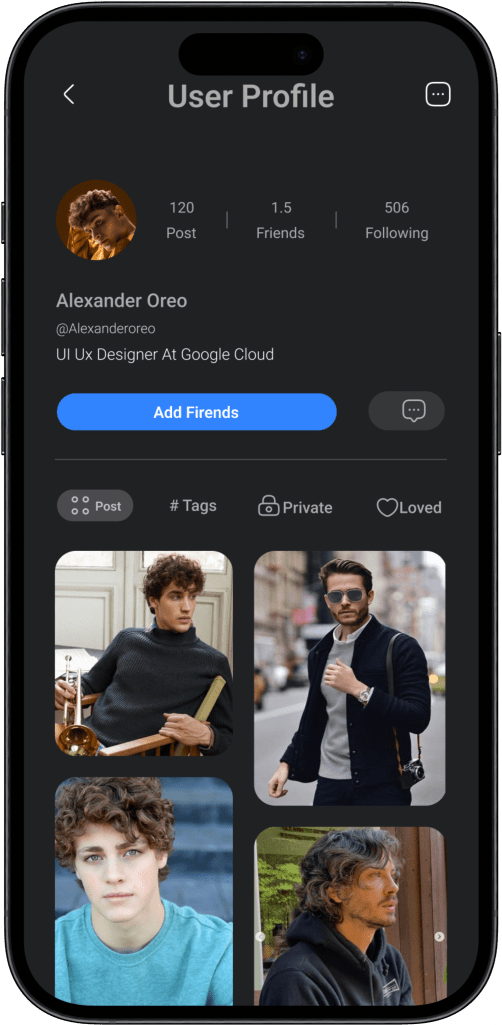 User Profile
120
1.5
506
Post
Friends
Following
Alexander Oreo
@Alexanderoreo
UI Ux Designer At Google Cloud
Add Firends
Post
# Tags
Private
Loved